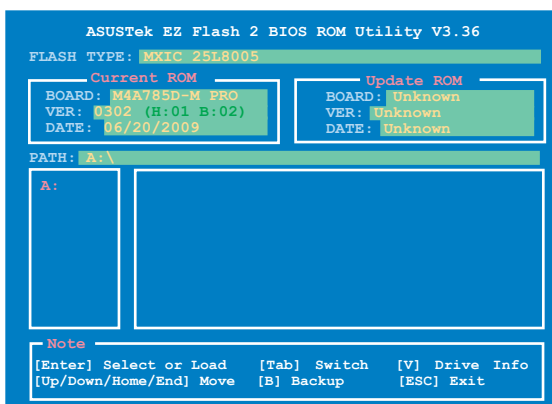 ASUSTek EZ Flash 2 BIOS ROM Utility V3.36
FLASH TYPE: MXIC 25L8005
Current ROM
BOARD: M4A785D-M PRO
VER: 0302 (H:01 B:02)
DATE: 06/20/2009
Update ROM
BOARD: Unknown
VER: Unknown
DATE: Unknown
PATH: A:\
A:
Note
[Enter] Select or Load [Tab] Switch [V] Drive Info
[Up/Down/Home/End] Move [B] Backup [ESC] Exit